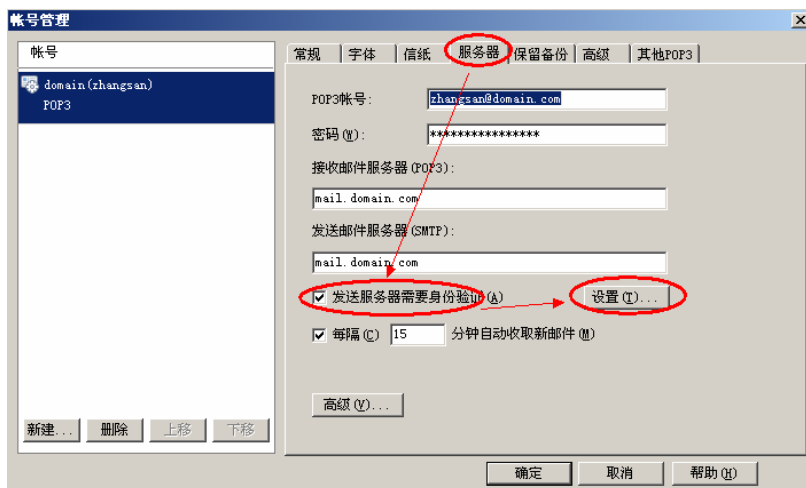 帐号管理
帐号
domain(zhangsan)
POP3
新建...
删除
上移
下移
常规
字体
信纸
服务器
保留备份
高级
其他POP3
POP3帐号:
zhangsan@domain.com
密码(W):
****************
接收邮件服务器(POP3):
mail.domain.com
发送邮件服务器(SMTP):
mail.domain.com
发送服务器需要身份验证(A)
设置(T)...
每隔(C) 15 分钟自动收取新邮件(M)
高级(V)...
确定
取消
帮助(H)